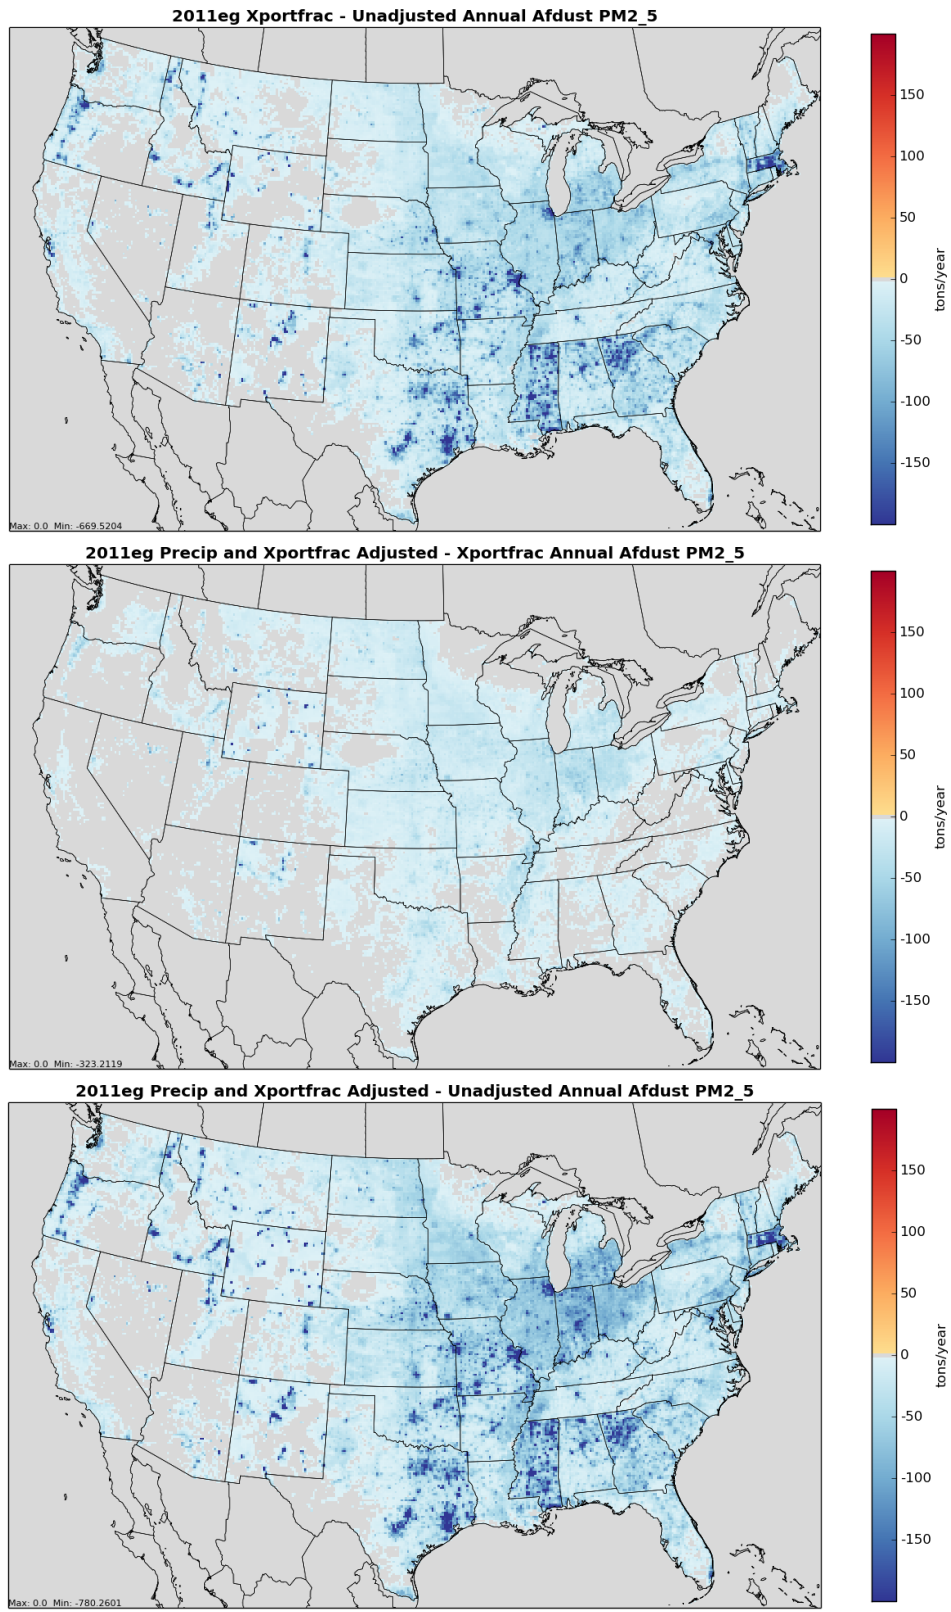 2011eg Xportfrac - Unadjusted Annual Afdust PM2_5
150
100
50
0
-50
-100
-150
tons/year
Max: 0.0 Min: -669.5204
2011eg Precip and Xportfrac Adjusted - Xportfrac Annual Afdust PM2_5
150
100
50
0
-50
-100
-150
tons/year
Max: 0.0 Min: -323.2119
2011eg Precip and Xportfrac Adjusted - Unadjusted Annual Afdust PM2_5
150
100
50
0
-50
-100
-150
tons/year
Max: 0.0 Min: -780.2601